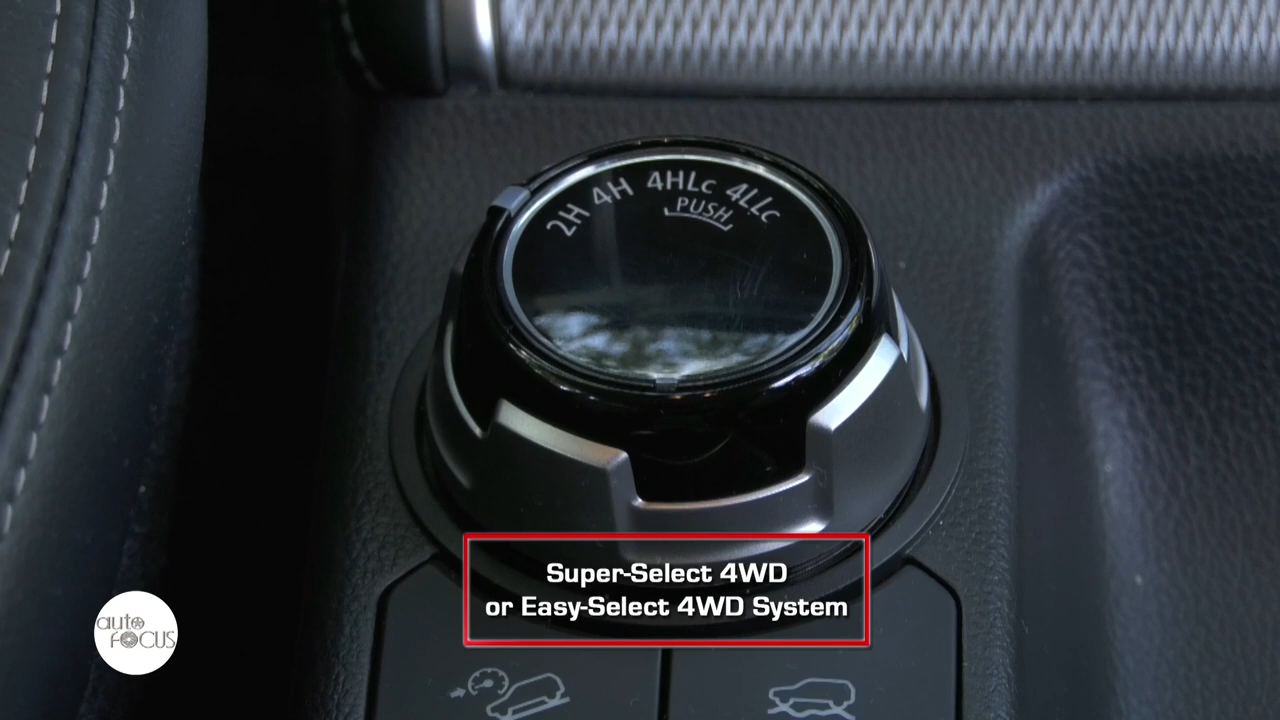 2H 4H 4HLc 4LLc
PUSH
Super-Select 4WD
or Easy-Select 4WD System
auto
FOCUS